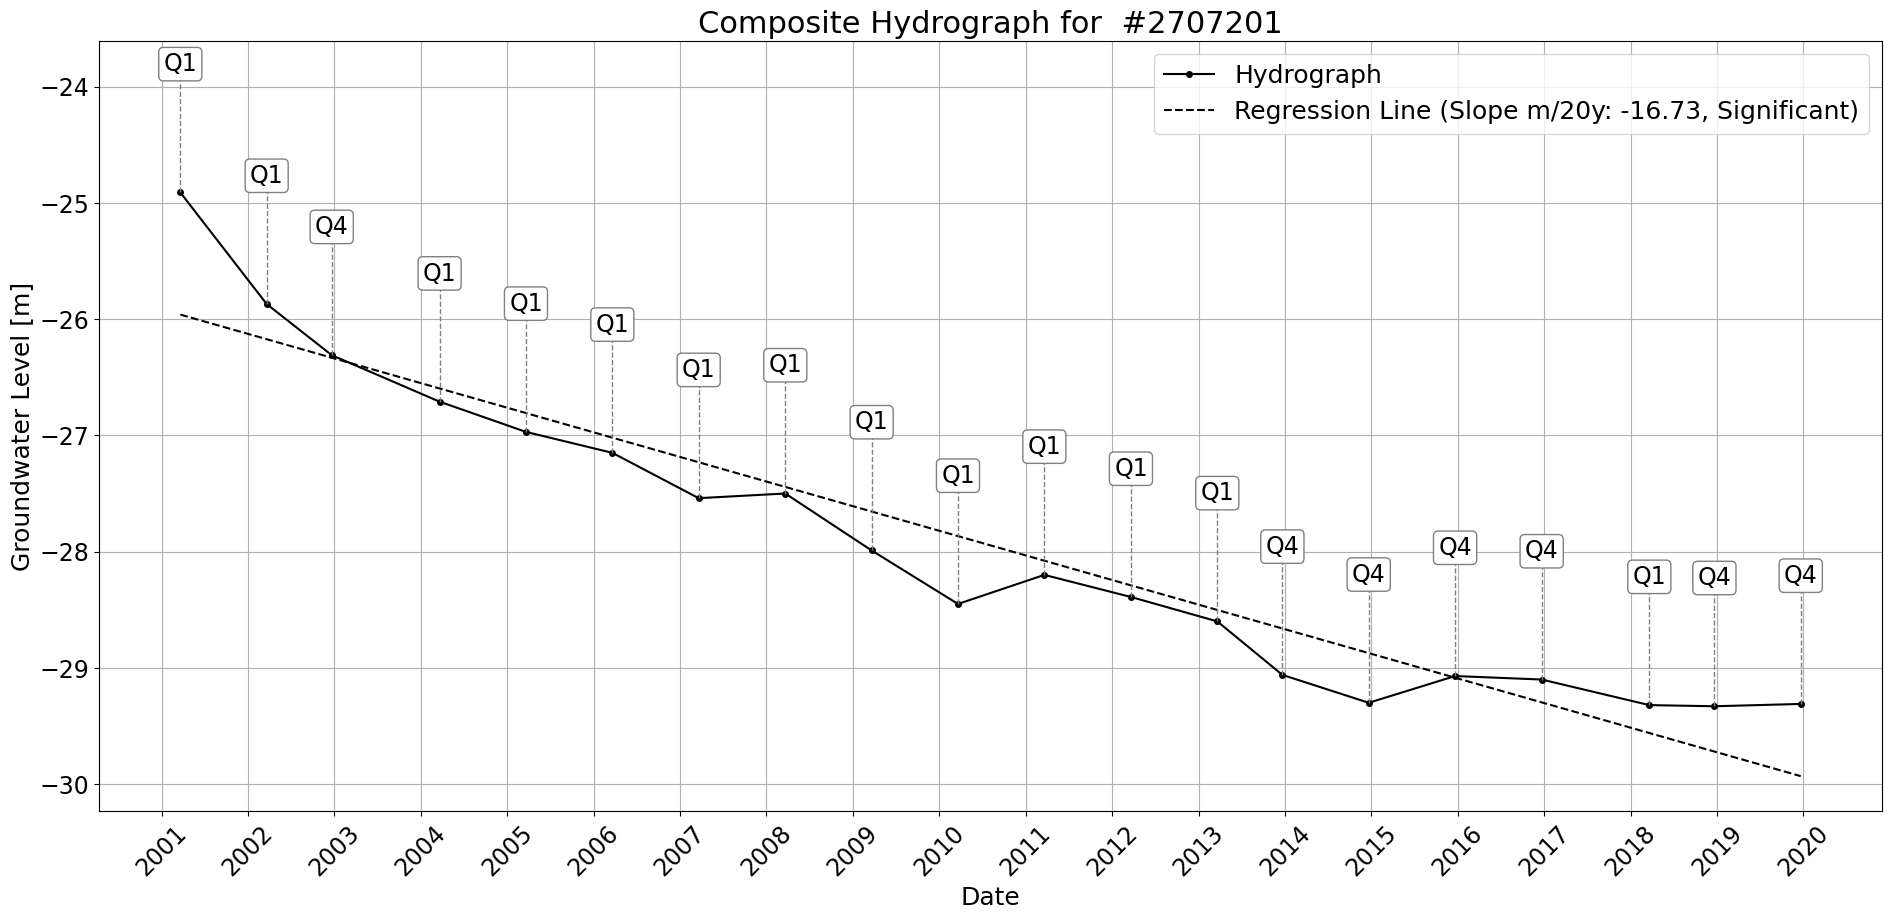 Composite Hydrograph for  #2707201
Hydrograph
Regression Line (Slope m/20y: -16.73, Significant)
Groundwater Level [m]
−24
−25
−26
−27
−28
−29
−30
Q1
Q1
Q4
Q1
Q1
Q1
Q1
Q1
Q1
Q1
Q1
Q1
Q1
Q4
Q4
Q4
Q4
Q1
Q4
Q4
2001
2002
2003
2004
2005
2006
2007
2008
2009
2010
2011
2012
2013
2014
2015
2016
2017
2018
2019
2020
Date